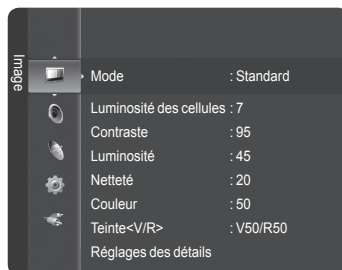 Image
Mode : Standard
Luminosité des cellules : 7
Contraste : 95
Luminosité : 45
Netteté : 20
Couleur : 50
Teinte<V/R> : V50/R50
Réglages des détails